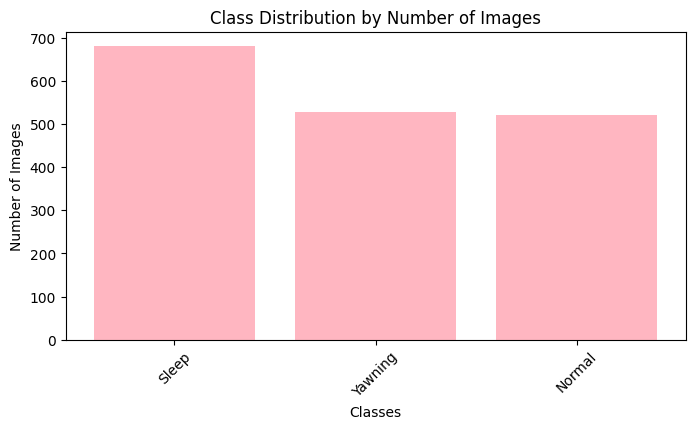 Class Distribution by Number of Images
Number of Images
700
600
500
400
300
200
100
0
Sleep
Yawning
Normal
Classes